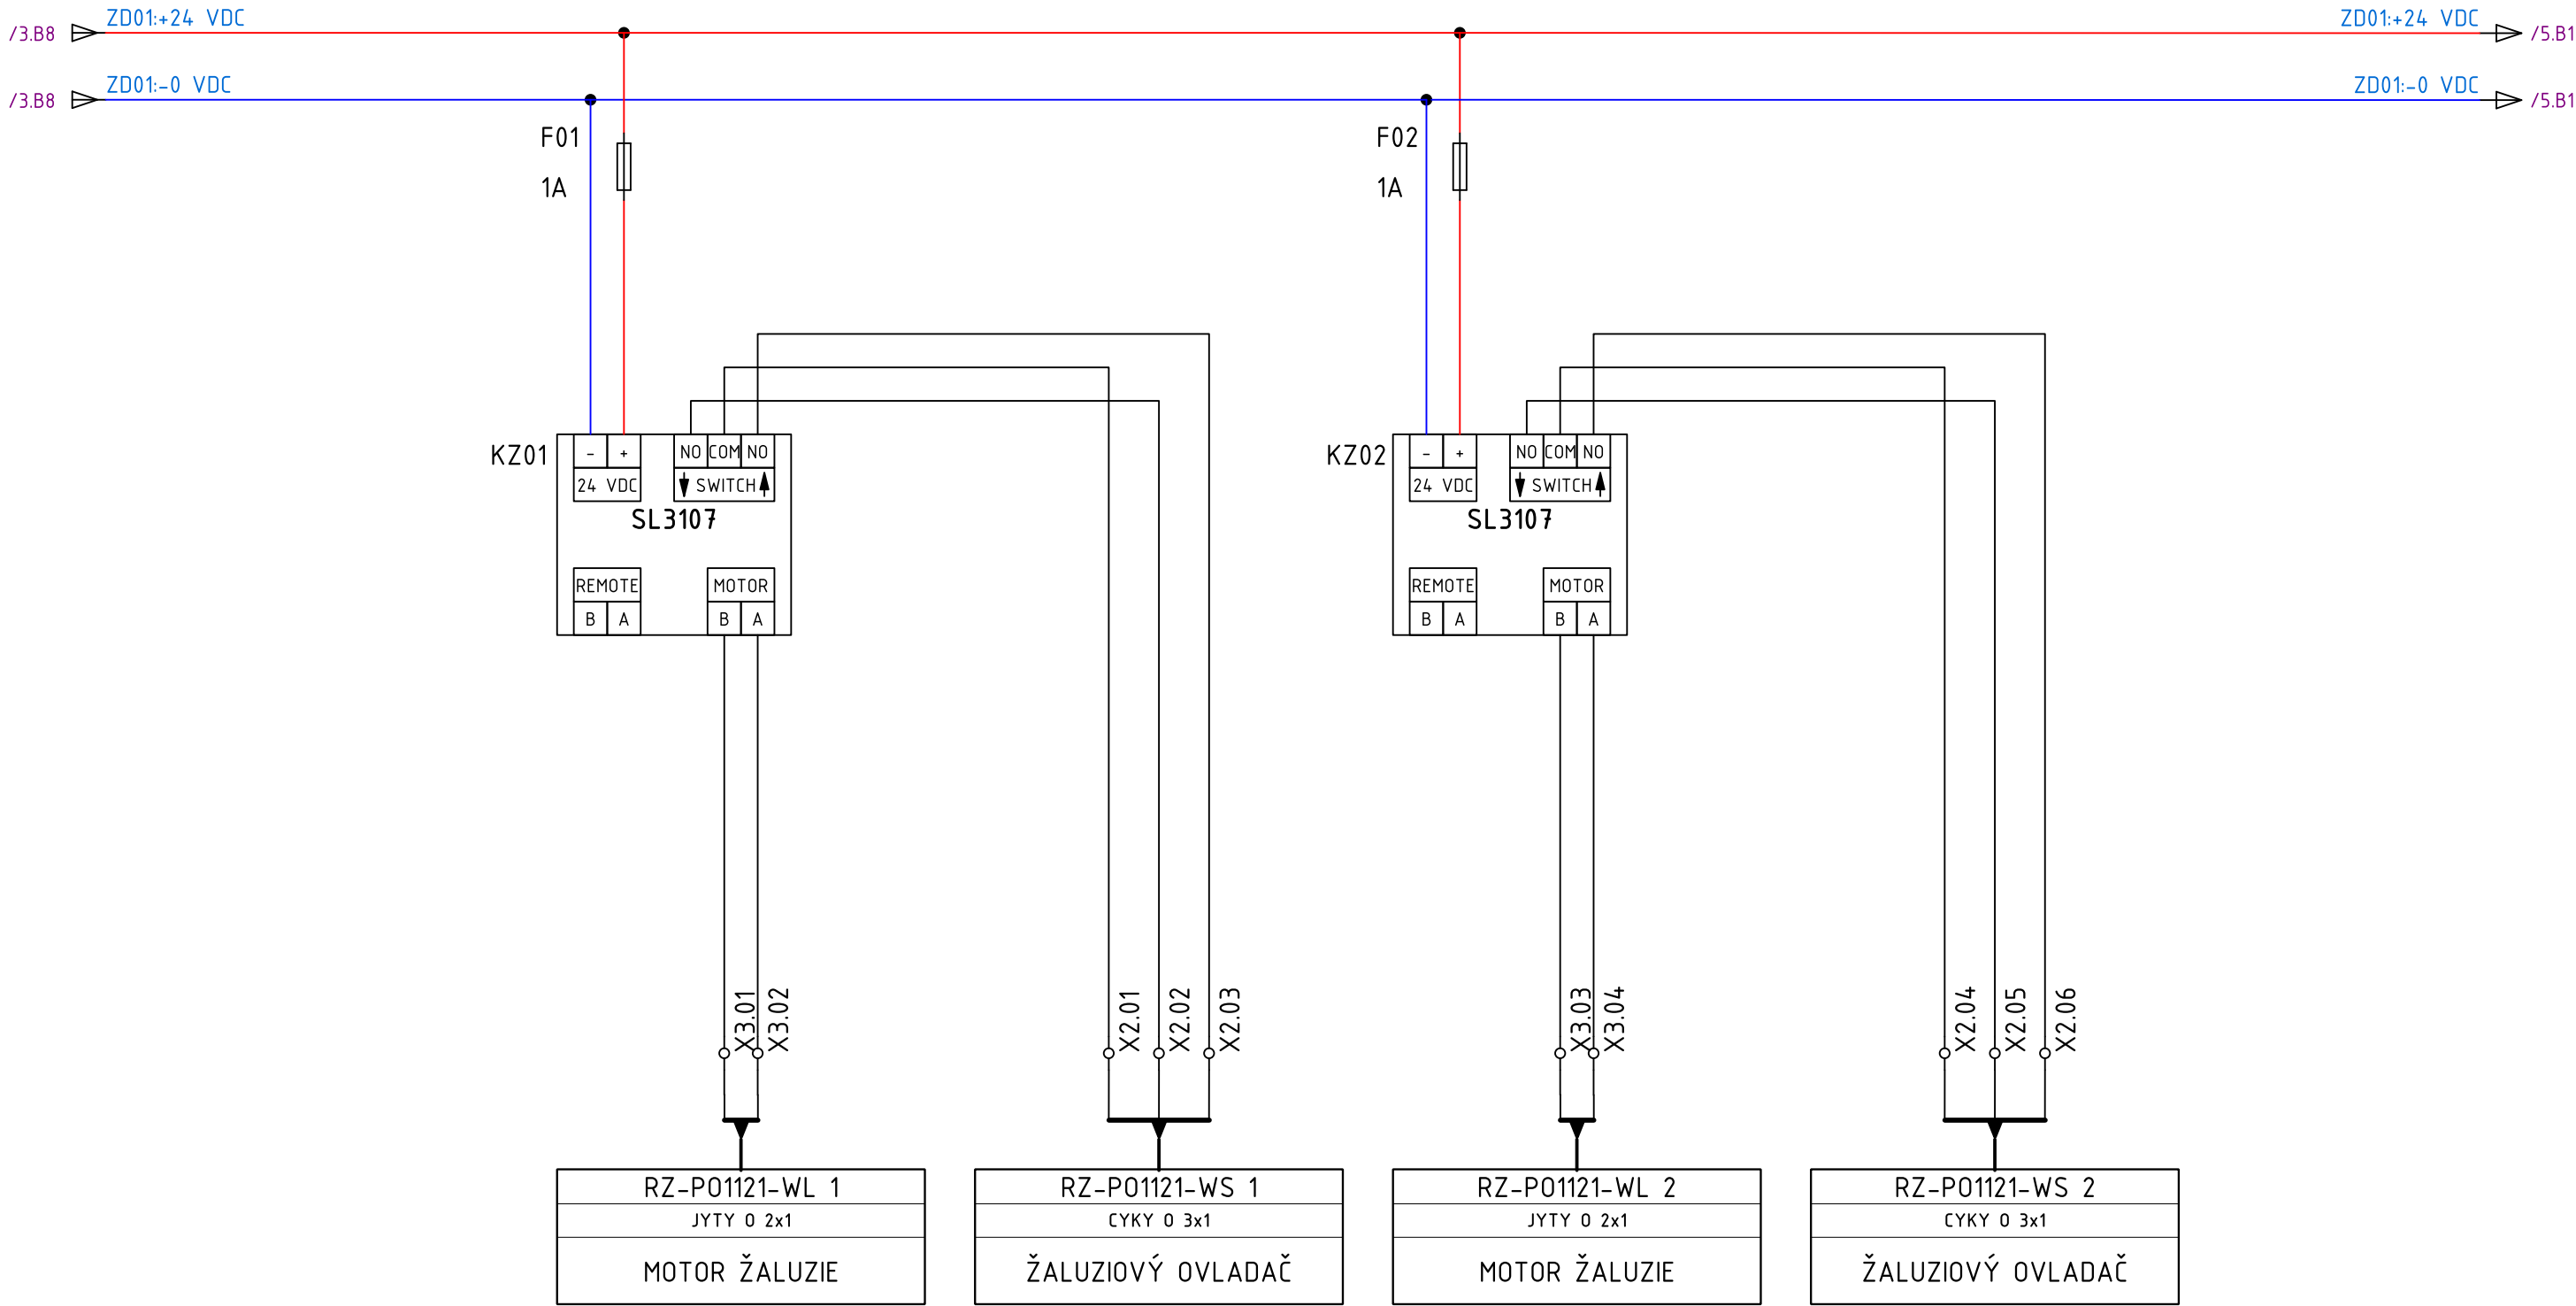 ZD01:+24 VDC
ZD01:+24 VDC
/3.B8
/5.B1
ZD01:-0 VDC
ZD01:-0 VDC
/3.B8
/5.B1
F01
1A
F02
1A
KZ01
- +
24 VDC
NO COM NO
SWITCH
SL3107
REMOTE
B A
MOTOR
B A
KZ02
- +
24 VDC
NO COM NO
SWITCH
SL3107
REMOTE
B A
MOTOR
B A
X3.01
X3.02
X2.01
X2.02
X2.03
X3.03
X3.04
X2.04
X2.05
X2.06
RZ-PO1121-WL 1
JYTY O 2x1
MOTOR ŽALUZIE
RZ-PO1121-WS 1
CYKY O 3x1
ŽALUZIOVÝ OVLADAČ
RZ-PO1121-WL 2
JYTY O 2x1
MOTOR ŽALUZIE
RZ-PO1121-WS 2
CYKY O 3x1
ŽALUZIOVÝ OVLADAČ